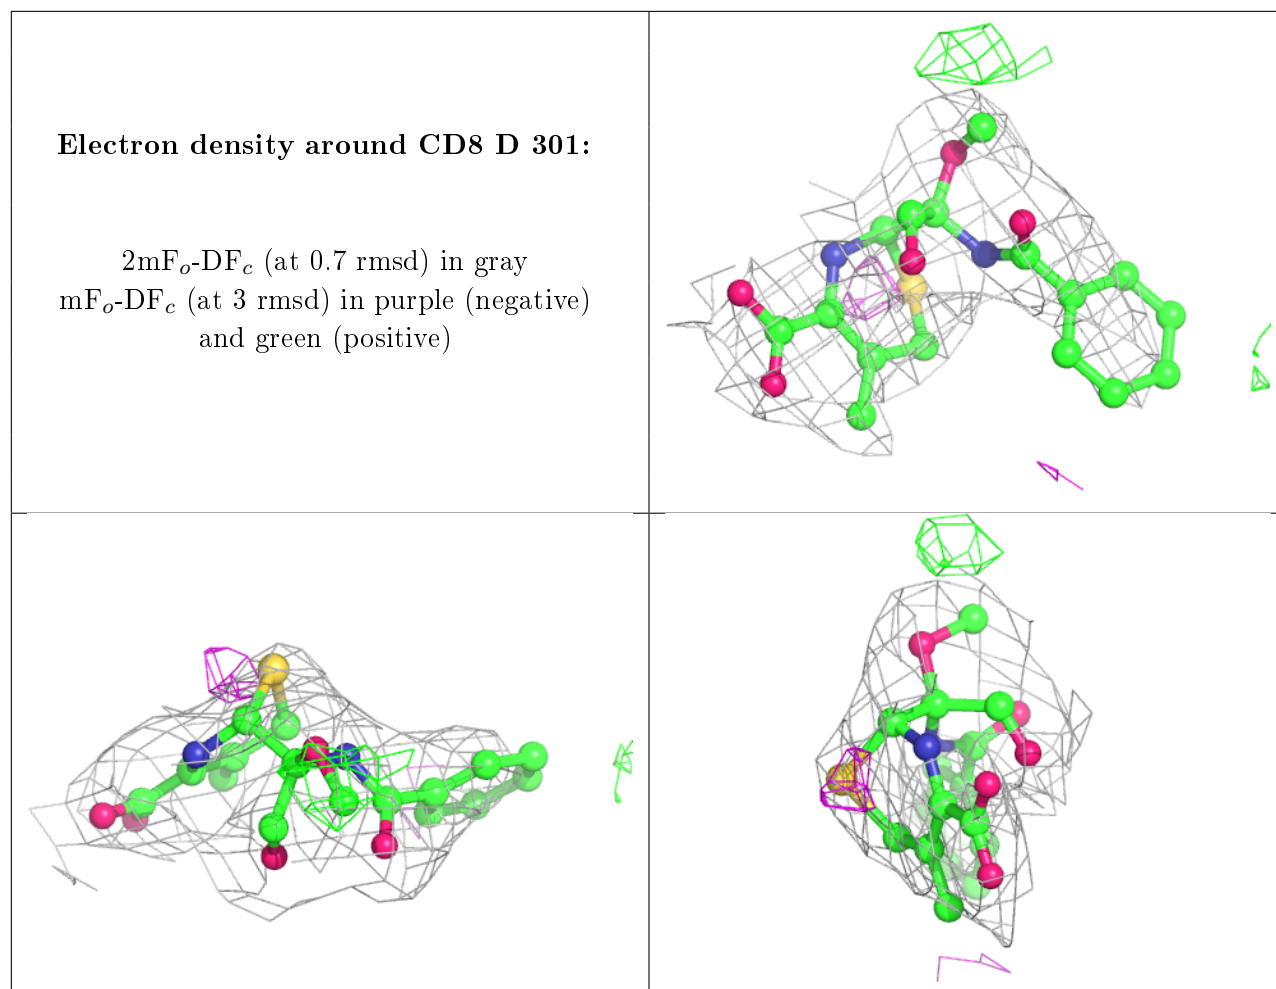 Electron density around CD8 D 301:
2mFₒ-DF𝒸 (at 0.7 rmsd) in gray
mFₒ-DF𝒸 (at 3 rmsd) in purple (negative)
and green (positive)